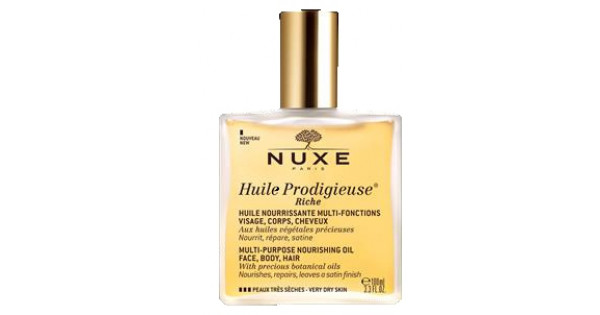 NOUVEAU
NEW
NUXE
PARIS
Huile Prodigieuse®
Riche
HUILE NOURRISSANTE MULTI-FONCTIONS
VISAGE, CORPS, CHEVEUX
Aux huiles végétales précieuses
Nourrit, répare, satine
MULTI-PURPOSE NOURISHING OIL
FACE, BODY, HAIR
With precious botanical oils
Nourishes, repairs, leaves a satin finish
℮ 100ml
3.3 FL.OZ.
PEAUX TRÈS SÈCHES - VERY DRY SKIN